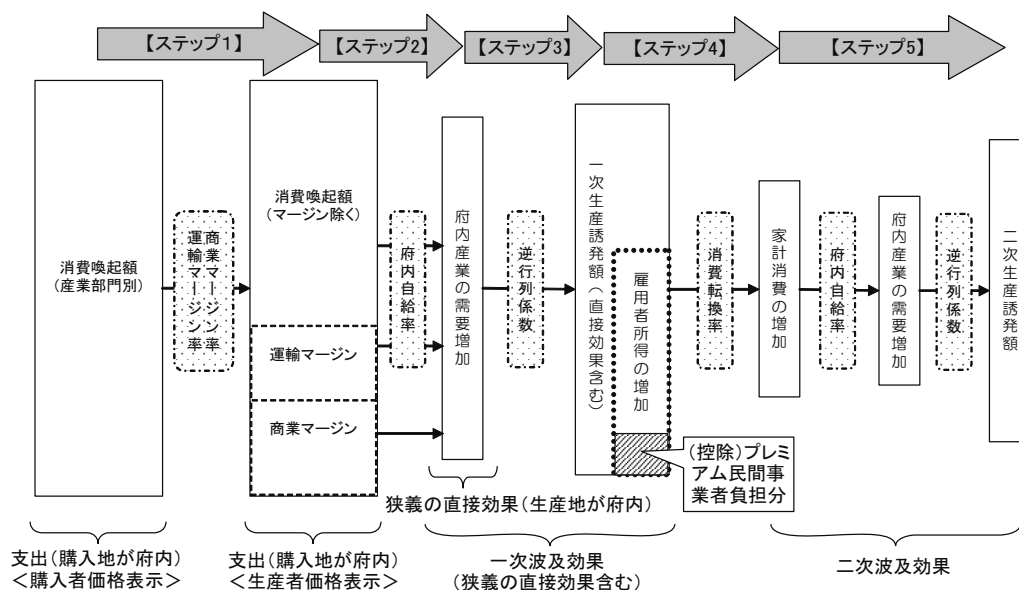 【ステップ1】
【ステップ2】
【ステップ3】
【ステップ4】
【ステップ5】
消費喚起額
(産業部門別)
商業マージン率
運輸マージン率
消費喚起額
(マージン除く)
運輸マージン
商業マージン
府内自給率
府内産業の需要増加
逆行列係数
一次生産誘発額(直接効果含む)
雇用者所得の増加
(控除)プレミ
アム民間事
業者負担分
消費転換率
家計消費の増加
府内自給率
府内産業の需要増加
逆行列係数
二次生産誘発額
狭義の直接効果(生産地が府内)
支出(購入地が府内)
<購入者価格表示>
支出(購入地が府内)
<生産者価格表示>
一次波及効果
(狭義の直接効果含む)
二次波及効果